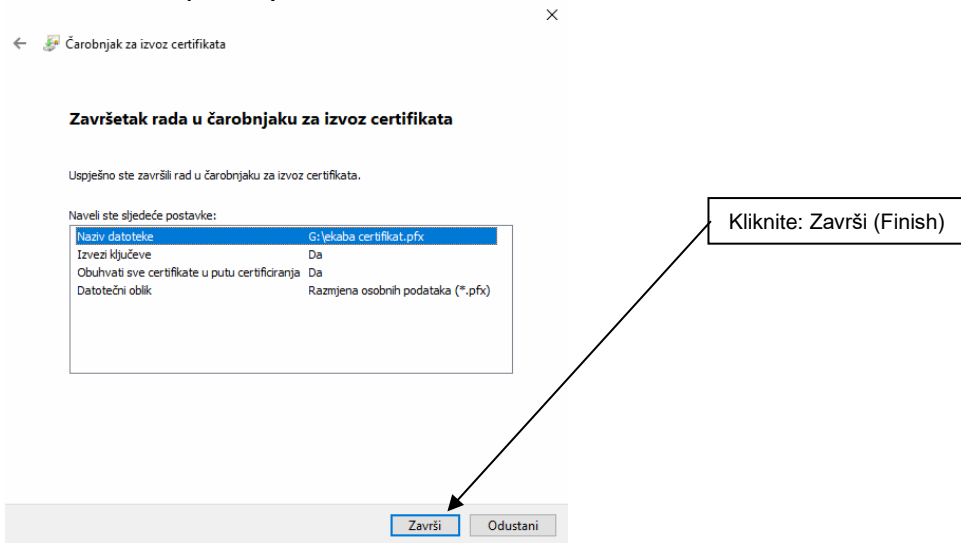 Čarobnjak za izvoz certifikata
Završetak rada u čarobnjaku za izvoz certifikata
Uspješno ste završili rad u čarobnjaku za izvoz certifikata.
Naveli ste sljedeće postavke:
Naziv datoteke G:\ekaba certifikat.pfx
Izvezi ključeve Da
Obuhvati sve certifikate u putu certificiranja Da
Datotečni oblik Razmjena osobnih podataka (*.pfx)
Kliknite: Završi (Finish)
Završi Odustani